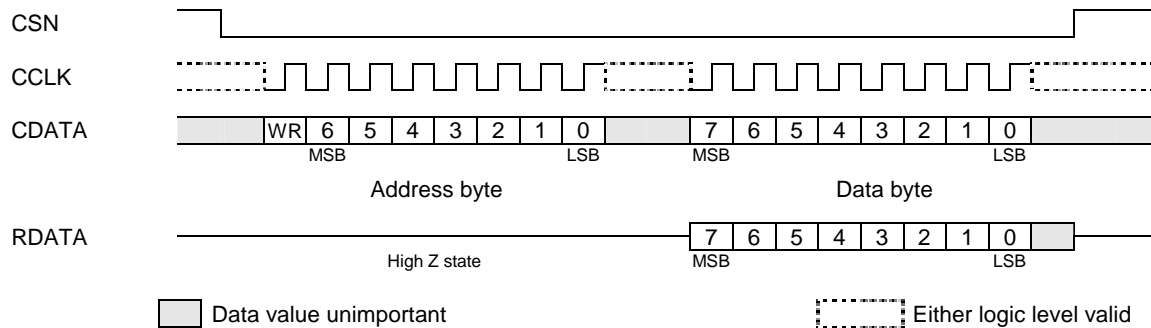 CSN
CCLK
CDATA WR 6 5 4 3 2 1 0 7 6 5 4 3 2 1 0
MSB LSB MSB LSB
Address byte Data byte
RDATA 7 6 5 4 3 2 1 0
High Z state MSB LSB
Data value unimportant Either logic level valid